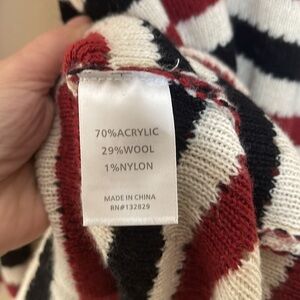 70%ACRYLIC
29%WOOL
1%NYLON
MADE IN CHINA
RN#132829